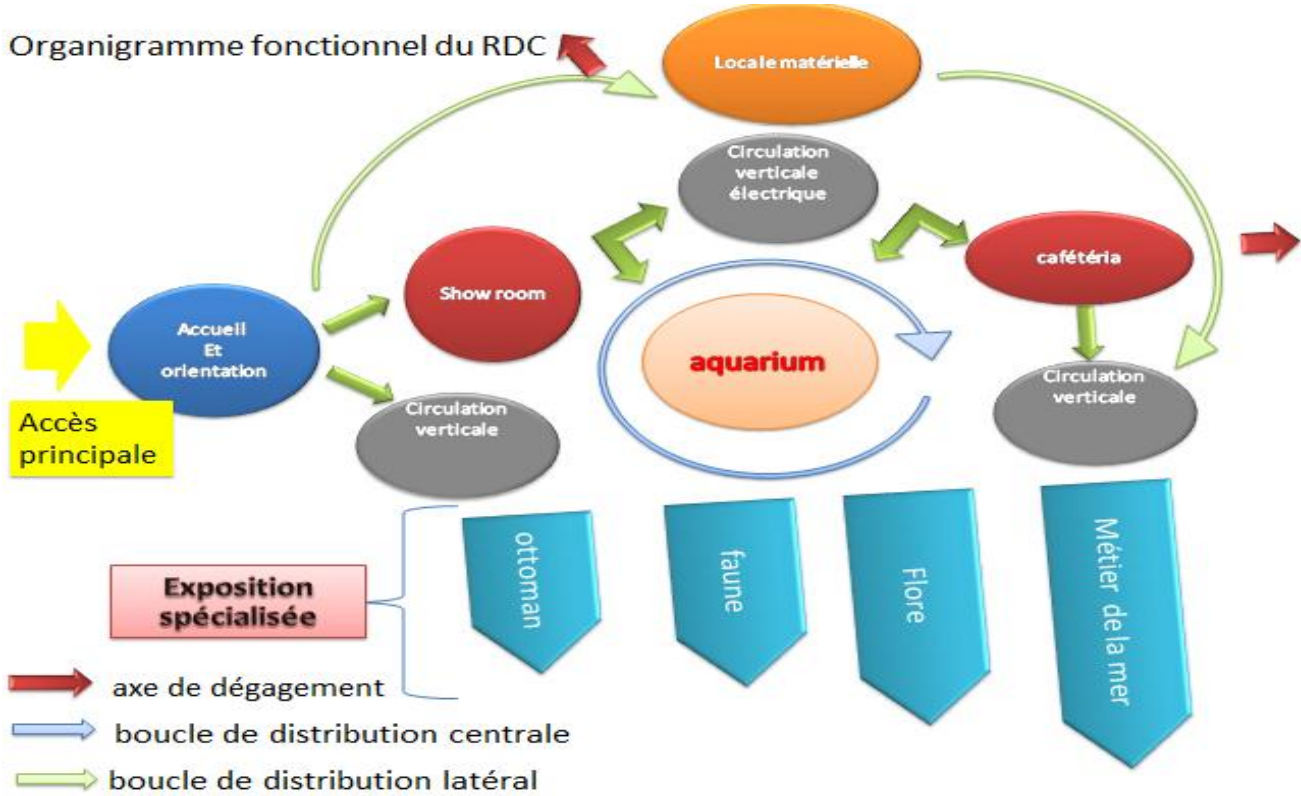 Organigramme fonctionnel du RDC
Locale matérielle
Circulation
verticale
électrique
Show room
cafétéria
Accueil
Et
orientation
aquarium
Circulation
verticale
Circulation
verticale
Accès
principale
ottoman
faune
Flore
Métier de la mer
Exposition
spécialisée
axe de dégagement
boucle de distribution centrale
boucle de distribution latéral